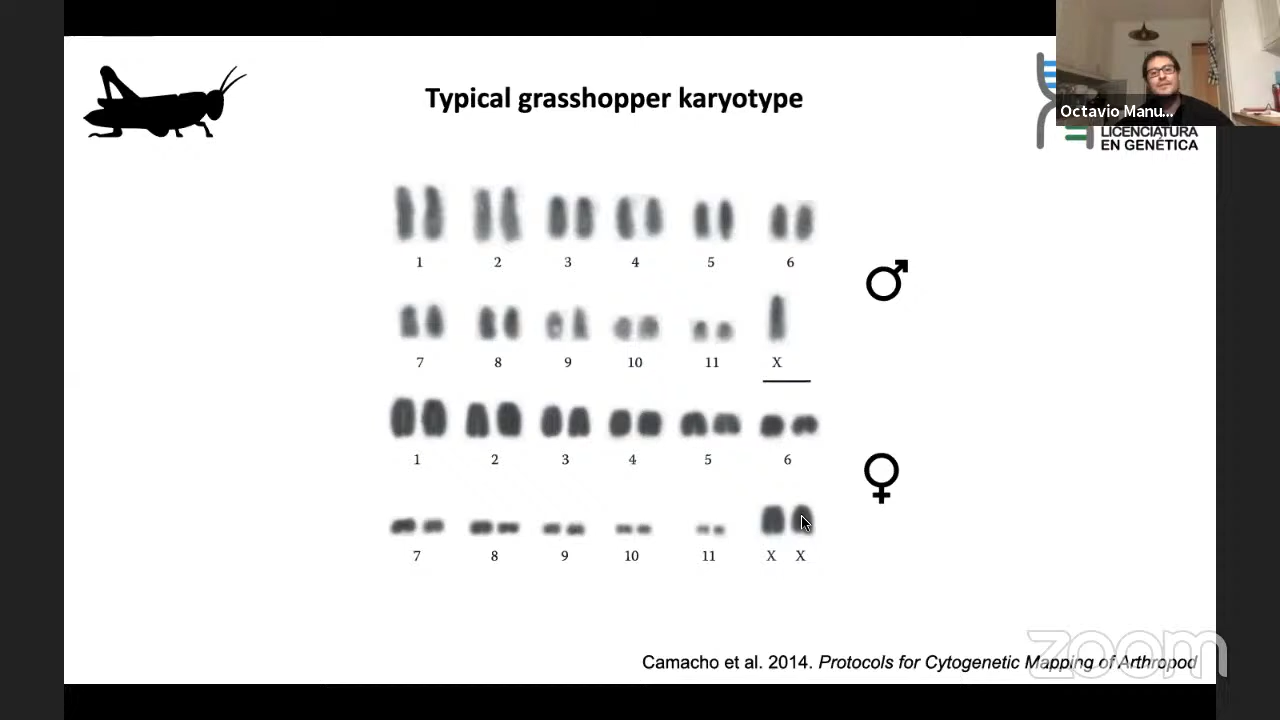 Typical grasshopper karyotype
Octavio Manu...
LICENCIATURA
EN GENÉTICA
1 2 3 4 5 6
7 8 9 10 11 X
1 2 3 4 5 6
7 8 9 10 11 X X
Camacho et al. 2014. Protocols for Cytogenetic Mapping of Arthropod
zoom